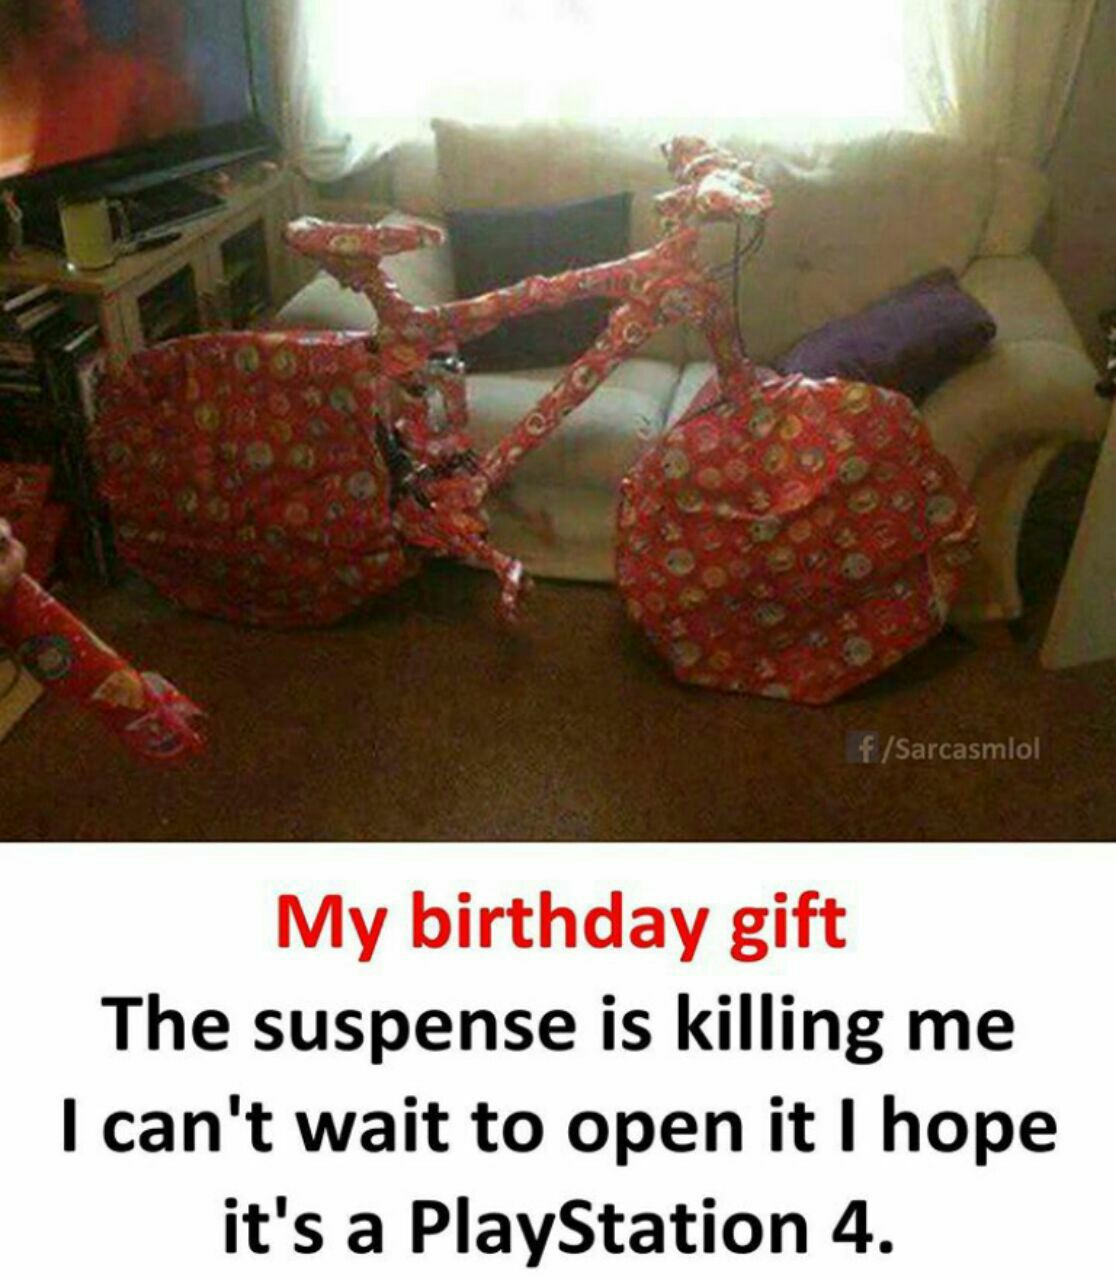 f/Sarcasmlol
My birthday gift
The suspense is killing me
I can't wait to open it I hope
it's a PlayStation 4.